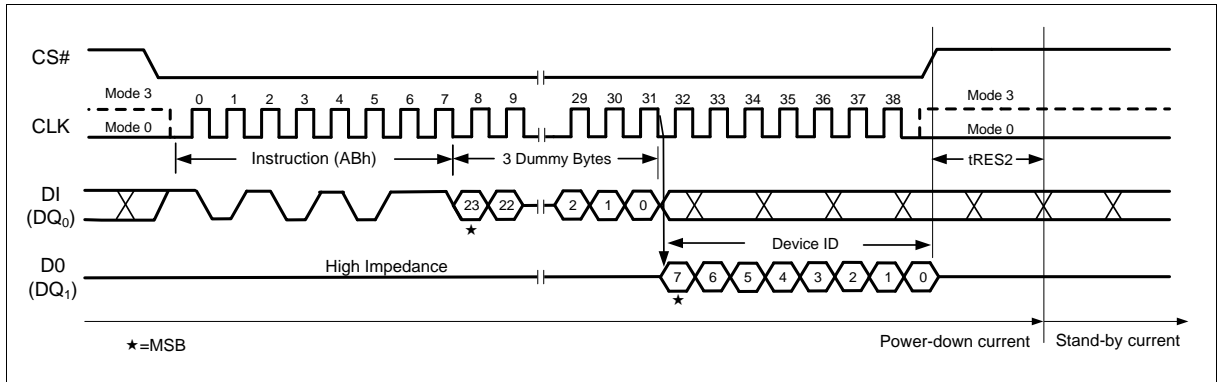 CS#
Mode 3
0 1 2 3 4 5 6 7 8 9 29 30 31 32 33 34 35 36 37 38
Mode 3
CLK
Mode 0
Mode 0
Instruction (ABh)
3 Dummy Bytes
tRES2
DI
(DQ0)
23 22 2 1 0
★
Device ID
D0
(DQ1)
High Impedance
7 6 5 4 3 2 1 0
★
★=MSB
Power-down current
Stand-by current